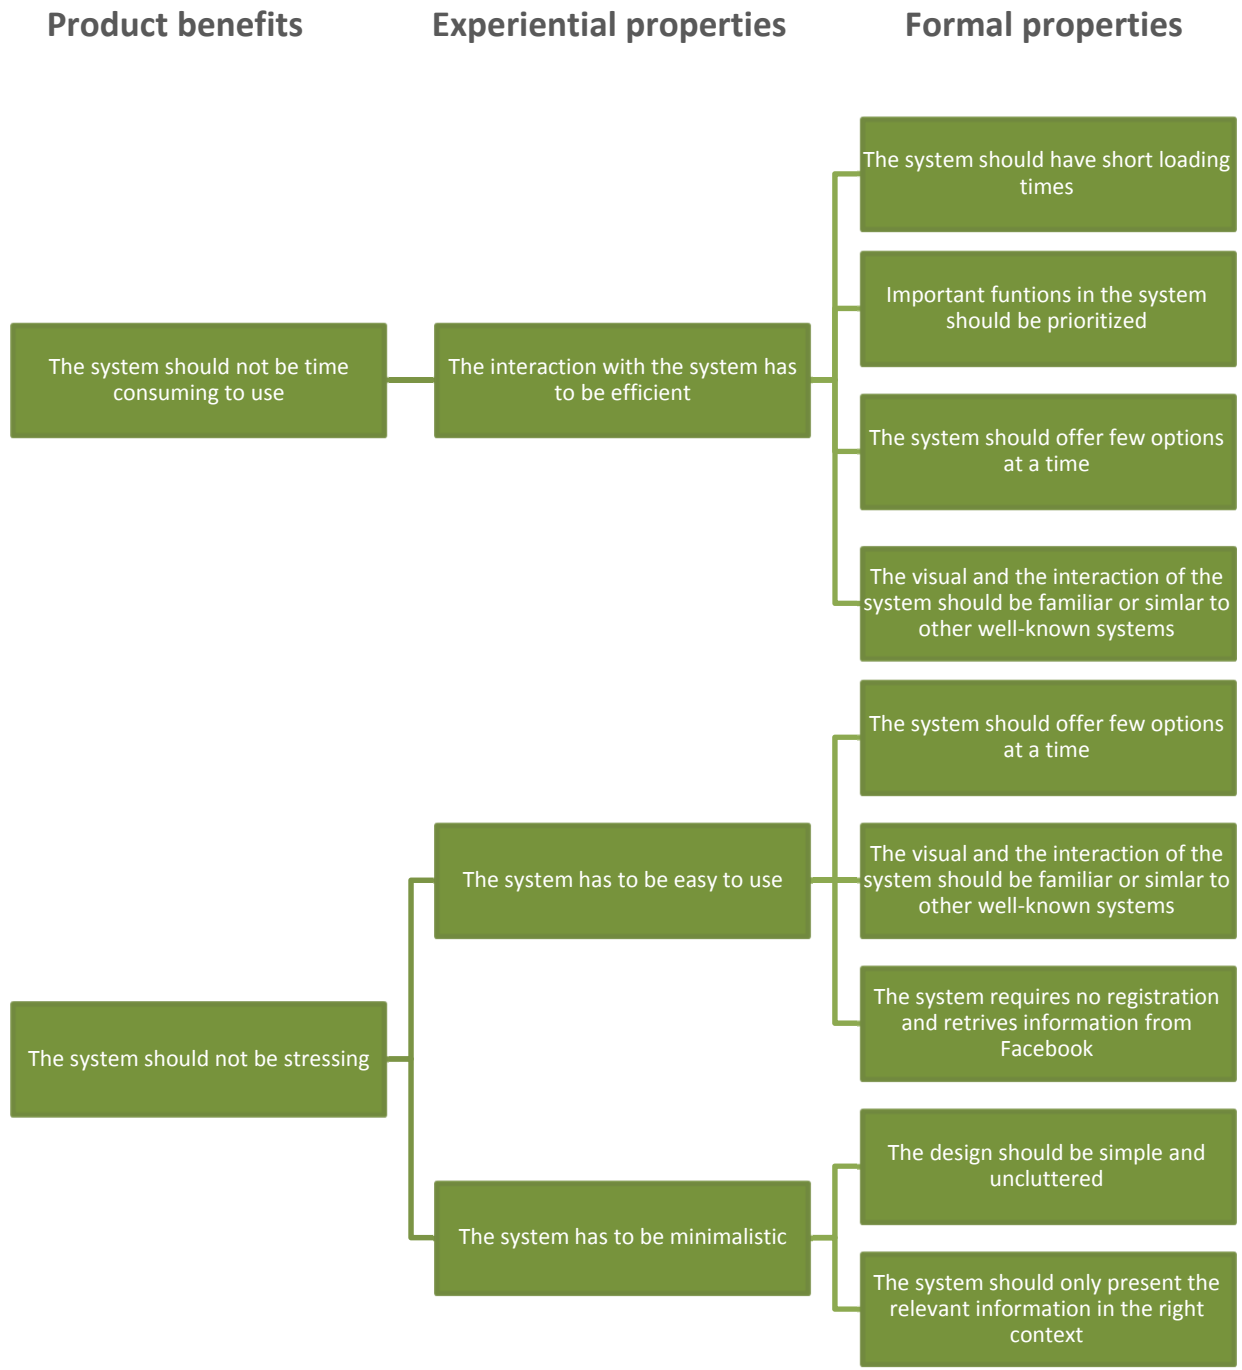 Product benefits
Experiential properties
Formal properties
The system should have short loading
times
Important funtions in the system
should be prioritized
The system should not be time
consuming to use
The interaction with the system has
to be efficient
The system should offer few options
at a time
The visual and the interaction of the
system should be familiar or simlar to
other well-known systems
The system should offer few options
at a time
The system has to be easy to use
The visual and the interaction of the
system should be familiar or simlar to
other well-known systems
The system requires no registration
and retrives information from
Facebook
The system should not be stressing
The design should be simple and
uncluttered
The system has to be minimalistic
The system should only present the
relevant information in the right
context